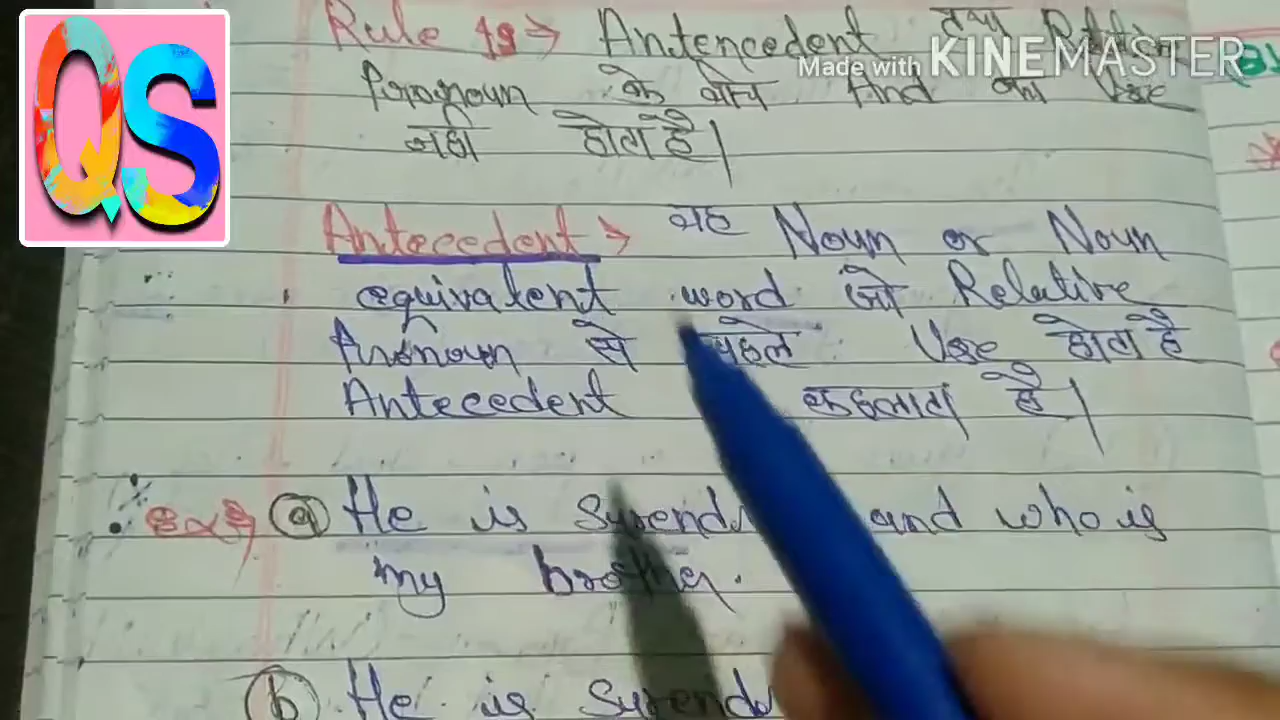 QS
Made with KINEMASTER
Rule 19 → Antencedent तथा
Pronoun के बीच And का Use
नही होता है।
Antecedent → वह Noun or Noun
equivalent word जो Relative
Pronoun से पहले Use होता है
Antecedent कहलाता है।
ex → (a) He is and who is
my brother.
(b) He is